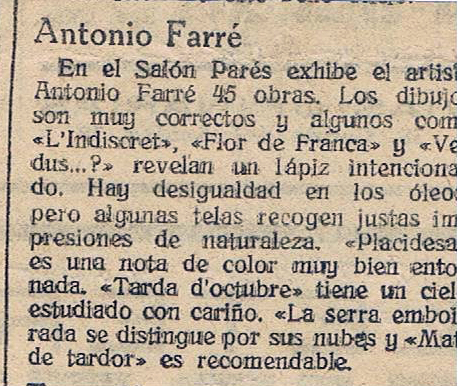 Antonio Farré
En el Salón Parés exhibe el artist
Antonio Farré 45 obras. Los dibujo
son muy correctos y algunos com
«L'Indiscret», «Flor de Franca» y «Ve
dus...?» revelan un lápiz intenciona
do. Hay desigualdad en los óleos
pero algunas telas recogen justas im
presiones de naturaleza. «Placidesa
es una nota de color muy bien ento
nada. «Tarda d'octubre» tiene un ciel
estudiado con cariño. «La serra emboi
rada se distingue por sus nubes y «Mat
de tardor» es recomendable.